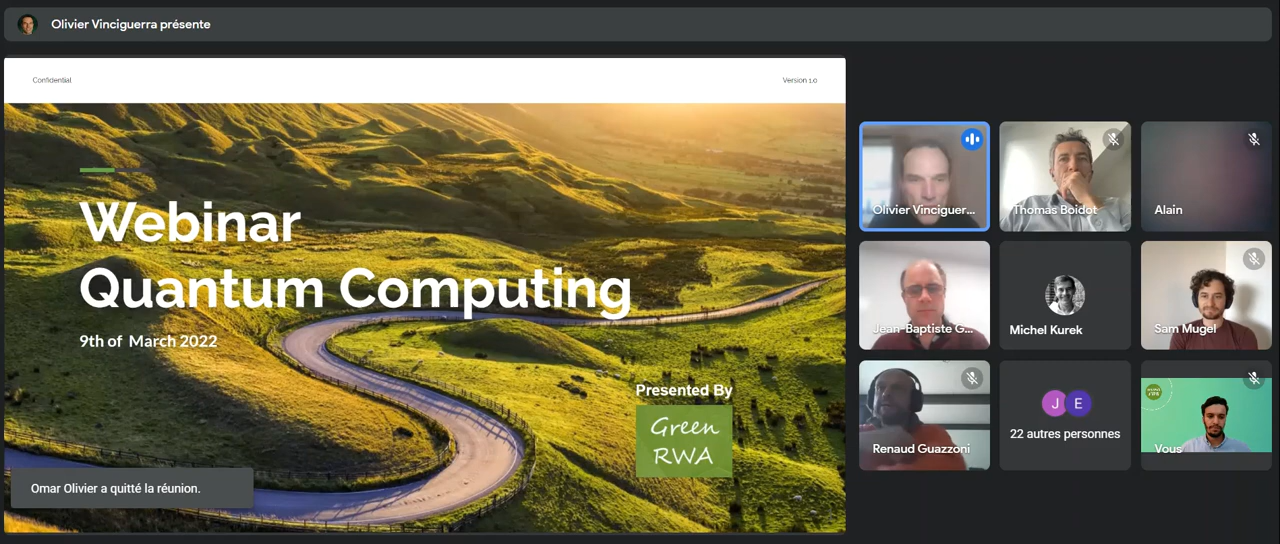 Olivier Vinciguerra présente
Confidential
Version 1.0
Webinar
Quantum Computing
9th of March 2022
Presented By
Green
RWA
Omar Olivier a quitté la réunion.
Olivier Vinciguer...
Thomas Boidot
Alain
Jean-Baptiste G...
Michel Kurek
Sam Mugel
Renaud Guazzoni
J E
22 autres personnes
Vous